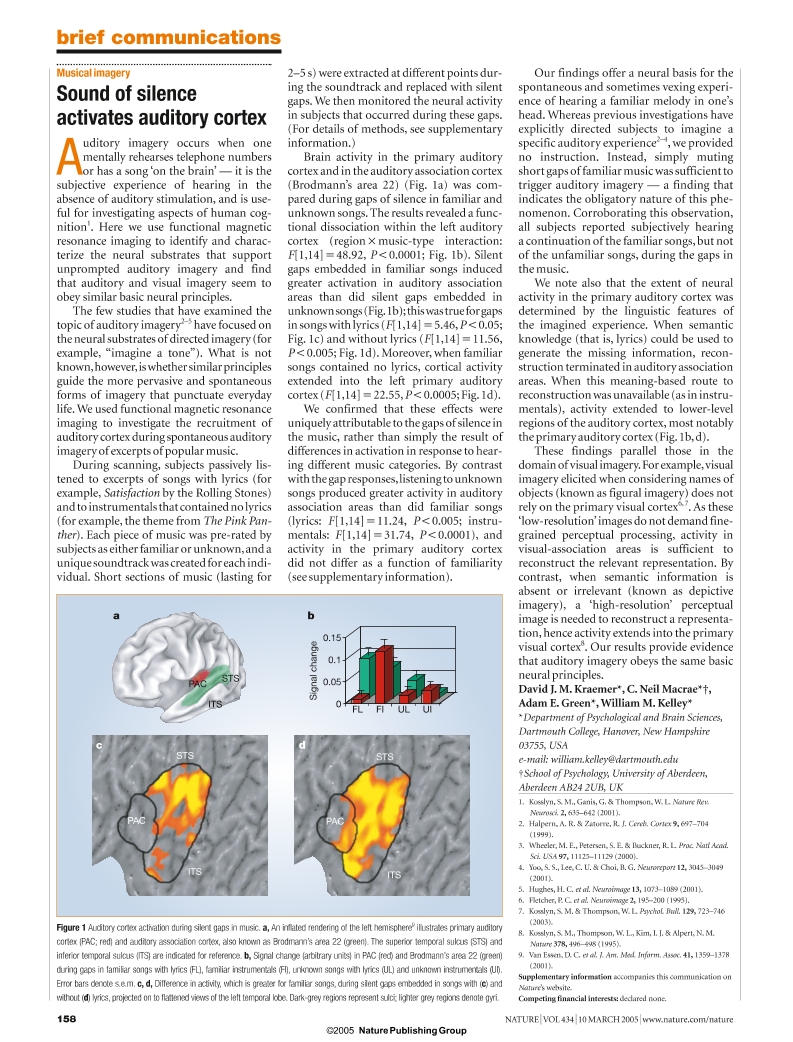 brief communications
Musical imagery
Sound of silence
activates auditory cortex
Auditory imagery occurs when one
mentally rehearses telephone numbers
or has a song ‘on the brain’ — it is the
subjective experience of hearing in the
absence of auditory stimulation, and is use-
ful for investigating aspects of human cog-
nition1. Here we use functional magnetic
resonance imaging to identify and charac-
terize the neural substrates that support
unprompted auditory imagery and find
that auditory and visual imagery seem to
obey similar basic neural principles.
The few studies that have examined the
topic of auditory imagery2–5 have focused on
the neural substrates of directed imagery (for
example, “imagine a tone”). What is not
known, however, is whether similar principles
guide the more pervasive and spontaneous
forms of imagery that punctuate everyday
life. We used functional magnetic resonance
imaging to investigate the recruitment of
auditory cortex during spontaneous auditory
imagery of excerpts of popular music.
During scanning, subjects passively lis-
tened to excerpts of songs with lyrics (for
example, Satisfaction by the Rolling Stones)
and to instrumentals that contained no lyrics
(for example, the theme from The Pink Pan-
ther). Each piece of music was pre-rated by
subjects as either familiar or unknown, and a
unique soundtrack was created for each indi-
vidual. Short sections of music (lasting for
2–5 s) were extracted at different points dur-
ing the soundtrack and replaced with silent
gaps. We then monitored the neural activity
in subjects that occurred during these gaps.
(For details of methods, see supplementary
information.)
Brain activity in the primary auditory
cortex and in the auditory association cortex
(Brodmann’s area 22) (Fig. 1a) was com-
pared during gaps of silence in familiar and
unknown songs. The results revealed a func-
tional dissociation within the left auditory
cortex (region × music-type interaction:
F[1,14] = 48.92, P < 0.0001; Fig. 1b). Silent
gaps embedded in familiar songs induced
greater activation in auditory association
areas than did silent gaps embedded in
unknown songs (Fig. 1b); this was true for gaps
in songs with lyrics (F[1,14] = 5.46, P < 0.05;
Fig. 1c) and without lyrics (F[1,14] = 11.56,
P < 0.005; Fig. 1d). Moreover, when familiar
songs contained no lyrics, cortical activity
extended into the left primary auditory
cortex (F[1,14] = 22.55, P < 0.0005; Fig. 1d).
We confirmed that these effects were
uniquely attributable to the gaps of silence in
the music, rather than simply the result of
differences in activation in response to hear-
ing different music categories. By contrast
with the gap responses, listening to unknown
songs produced greater activity in auditory
association areas than did familiar songs
(lyrics: F[1,14] = 11.24, P < 0.005; instru-
mentals: F[1,14] = 31.74, P < 0.0001), and
activity in the primary auditory cortex
did not differ as a function of familiarity
(see supplementary information).
Our findings offer a neural basis for the
spontaneous and sometimes vexing experi-
ence of hearing a familiar melody in one’s
head. Whereas previous investigations have
explicitly directed subjects to imagine a
specific auditory experience2–4, we provided
no instruction. Instead, simply muting
short gaps of familiar music was sufficient to
trigger auditory imagery — a finding that
indicates the obligatory nature of this phe-
nomenon. Corroborating this observation,
all subjects reported subjectively hearing
a continuation of the familiar songs, but not
of the unfamiliar songs, during the gaps in
the music.
We note also that the extent of neural
activity in the primary auditory cortex was
determined by the linguistic features of
the imagined experience. When semantic
knowledge (that is, lyrics) could be used to
generate the missing information, recon-
struction terminated in auditory association
areas. When this meaning-based route to
reconstruction was unavailable (as in instru-
mentals), activity extended to lower-level
regions of the auditory cortex, most notably
the primary auditory cortex (Fig. 1b, d).
These findings parallel those in the
domain of visual imagery. For example, visual
imagery elicited when considering names of
objects (known as figural imagery) does not
rely on the primary visual cortex6,7. As these
‘low-resolution’ images do not demand fine-
grained perceptual processing, activity in
visual-association areas is sufficient to
reconstruct the relevant representation. By
contrast, when semantic information is
absent or irrelevant (known as depictive
imagery), a ‘high-resolution’ perceptual
image is needed to reconstruct a representa-
tion, hence activity extends into the primary
visual cortex8. Our results provide evidence
that auditory imagery obeys the same basic
neural principles.
David J. M. Kraemer*, C. Neil Macrae*†,
Adam E. Green*, William M. Kelley*
*Department of Psychological and Brain Sciences,
Dartmouth College, Hanover, New Hampshire
03755, USA
e-mail: william.kelley@dartmouth.edu
†School of Psychology, University of Aberdeen,
Aberdeen AB24 2UB, UK
1. Kosslyn, S. M., Ganis, G. & Thompson, W. L. Nature Rev.
Neurosci. 2, 635–642 (2001).
2. Halpern, A. R. & Zatorre, R. J. Cereb. Cortex 9, 697–704
(1999).
3. Wheeler, M. E., Petersen, S. E. & Buckner, R. L. Proc. Natl Acad.
Sci. USA 97, 11125–11129 (2000).
4. Yoo, S. S., Lee, C. U. & Choi, B. G. Neuroreport 12, 3045–3049
(2001).
5. Hughes, H. C. et al. Neuroimage 13, 1073–1089 (2001).
6. Fletcher, P. C. et al. Neuroimage 2, 195–200 (1995).
7. Kosslyn, S. M. & Thompson, W. L. Psychol. Bull. 129, 723–746
(2003).
8. Kosslyn, S. M., Thompson, W. L., Kim, I. J. & Alpert, N. M.
Nature 378, 496–498 (1995).
9. Van Essen, D. C. et al. J. Am. Med. Inform. Assoc. 41, 1359–1378
(2001).
Supplementary information accompanies this communication on
Nature’s website.
Competing financial interests: declared none.
a
PAC
STS
ITS
b
Signal change
0.15
0.1
0.05
0
FL FI UL UI
c
STS
PAC
ITS
d
STS
PAC
ITS
Figure 1 Auditory cortex activation during silent gaps in music. a, An inflated rendering of the left hemisphere9 illustrates primary auditory
cortex (PAC; red) and auditory association cortex, also known as Brodmann’s area 22 (green). The superior temporal sulcus (STS) and
inferior temporal sulcus (ITS) are indicated for reference. b, Signal change (arbitrary units) in PAC (red) and Brodmann’s area 22 (green)
during gaps in familiar songs with lyrics (FL), familiar instrumentals (FI), unknown songs with lyrics (UL) and unknown instrumentals (UI).
Error bars denote s.e.m. c, d, Difference in activity, which is greater for familiar songs, during silent gaps embedded in songs with (c) and
without (d) lyrics, projected on to flattened views of the left temporal lobe. Dark-grey regions represent sulci; lighter grey regions denote gyri.
158
NATURE | VOL 434 | 10 MARCH 2005 | www.nature.com/nature
©2005 Nature Publishing Group